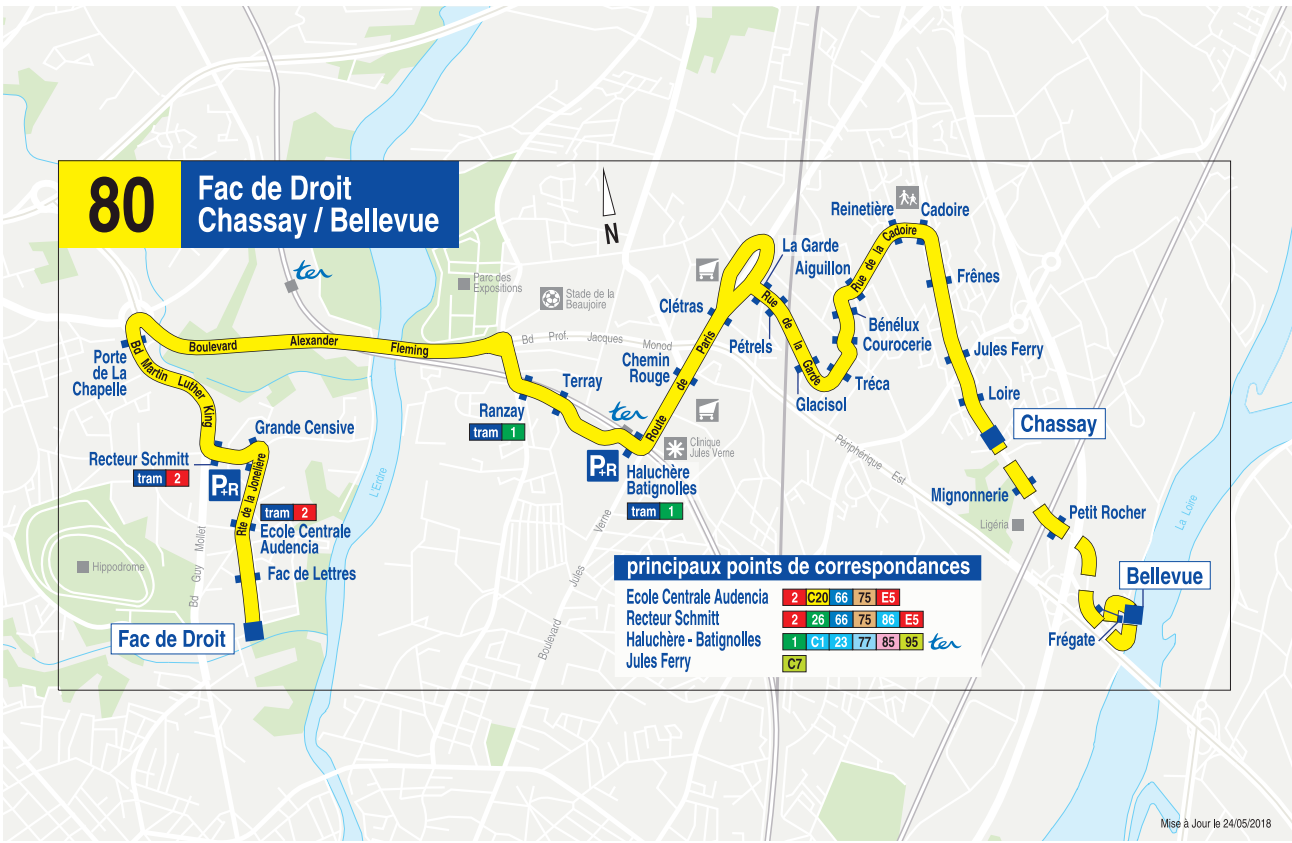 80
Fac de Droit
Chassay / Bellevue
N
ter
Parc des
Expositions
Stade de la
Beaujoire
Bd Prof. Jacques Monod
Reinetière
Cadoire
La Garde
Aiguillon
Rue de la Cadoire
Frênes
Clétras
Rue de la Garde
Bénélux
Courocerie
Pétrels
Route de Paris
Porte
de La
Chapelle
Boulevard Alexander Fleming
Bd Martin Luther King
Chemin
Rouge
Jules Ferry
Terray
Tréca
Glacisol
Loire
Ranzay
tram 1
ter
Chassay
Grande Censive
Recteur Schmitt
tram 2
P+R
Clinique
Jules Verne
P+R
Haluchère
Batignolles
tram 1
Périphérique Est
L'Erdre
Rte de la Jonelière
tram 2
Ecole Centrale
Audencia
Mignonnerie
Ligéria
Petit Rocher
La Loire
Hippodrome
Bd Guy Mollet
Fac de Lettres
Boulevard Jules Verne
Bellevue
Frégate
Fac de Droit
principaux points de correspondances
Ecole Centrale Audencia 2 C20 66 75 E5
Recteur Schmitt 2 26 66 75 86 E5
Haluchère - Batignolles 1 C1 23 77 85 95 ter
Jules Ferry C7
Mise à Jour le 24/05/2018